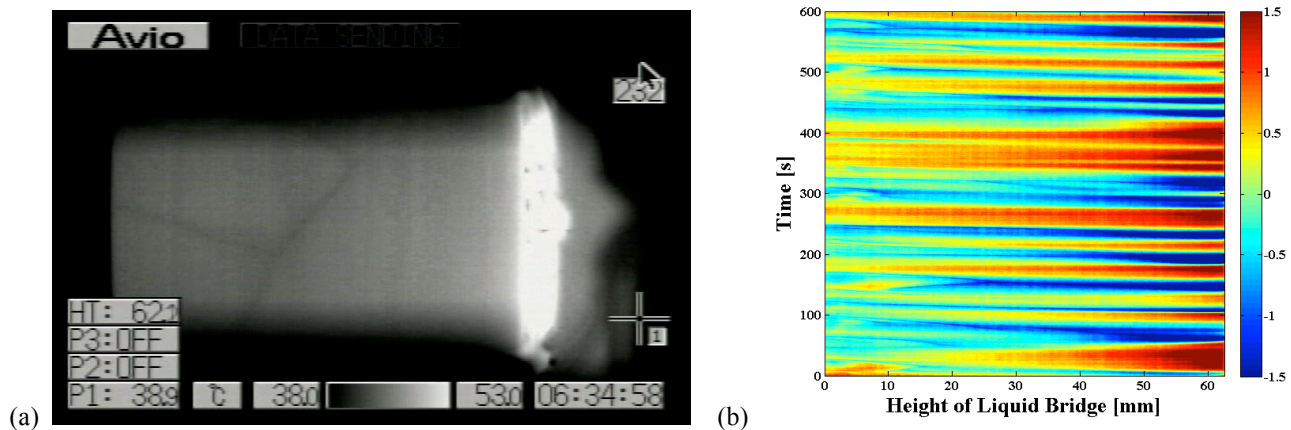 Avio
DATA SENDING
232
HT: 62.1
P3:OFF
P2:OFF
1
P1: 38.9
℃
38.0
53.0
06:34:58
(a)
600
500
400
300
200
100
0
Time [s]
0
10
20
30
40
50
60
Height of Liquid Bridge [mm]
1.5
1
0.5
0
-0.5
-1
-1.5
(b)